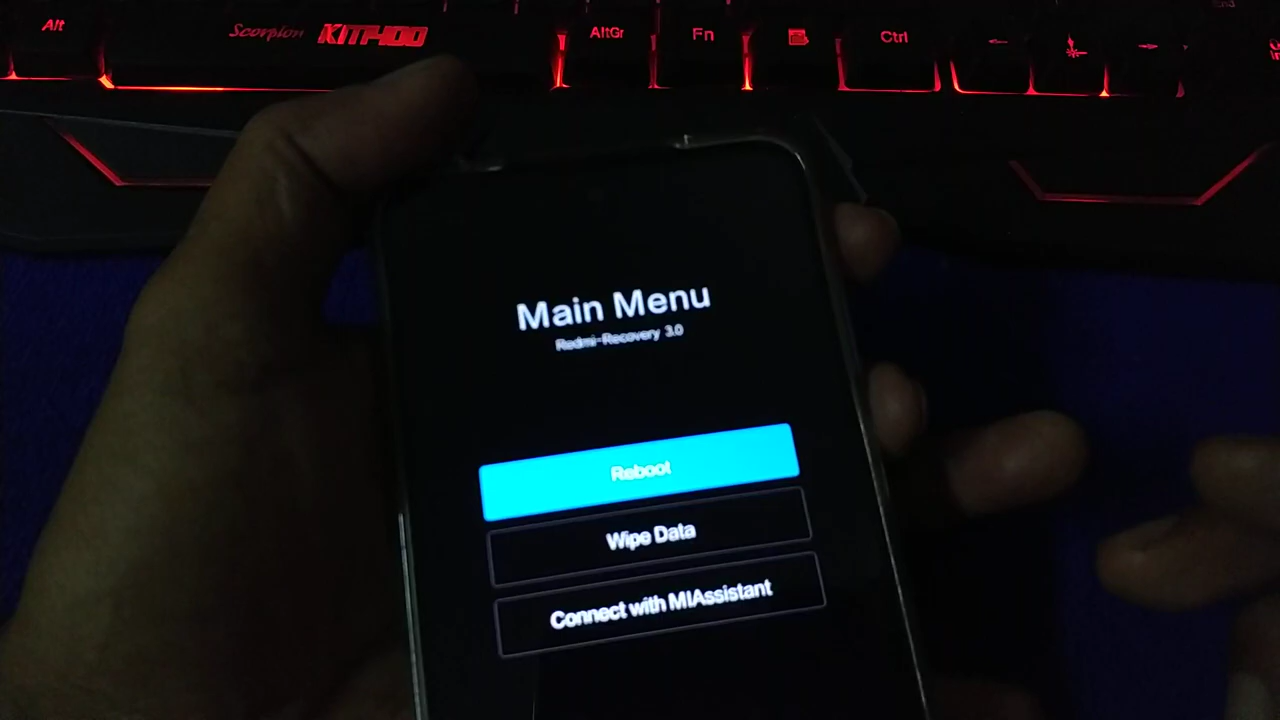 Alt
Scorpion KIT400
AltGr
Fn
Ctrl
Main Menu
Redmi-Recovery 3.0
Reboot
Wipe Data
Connect with MIAssistant